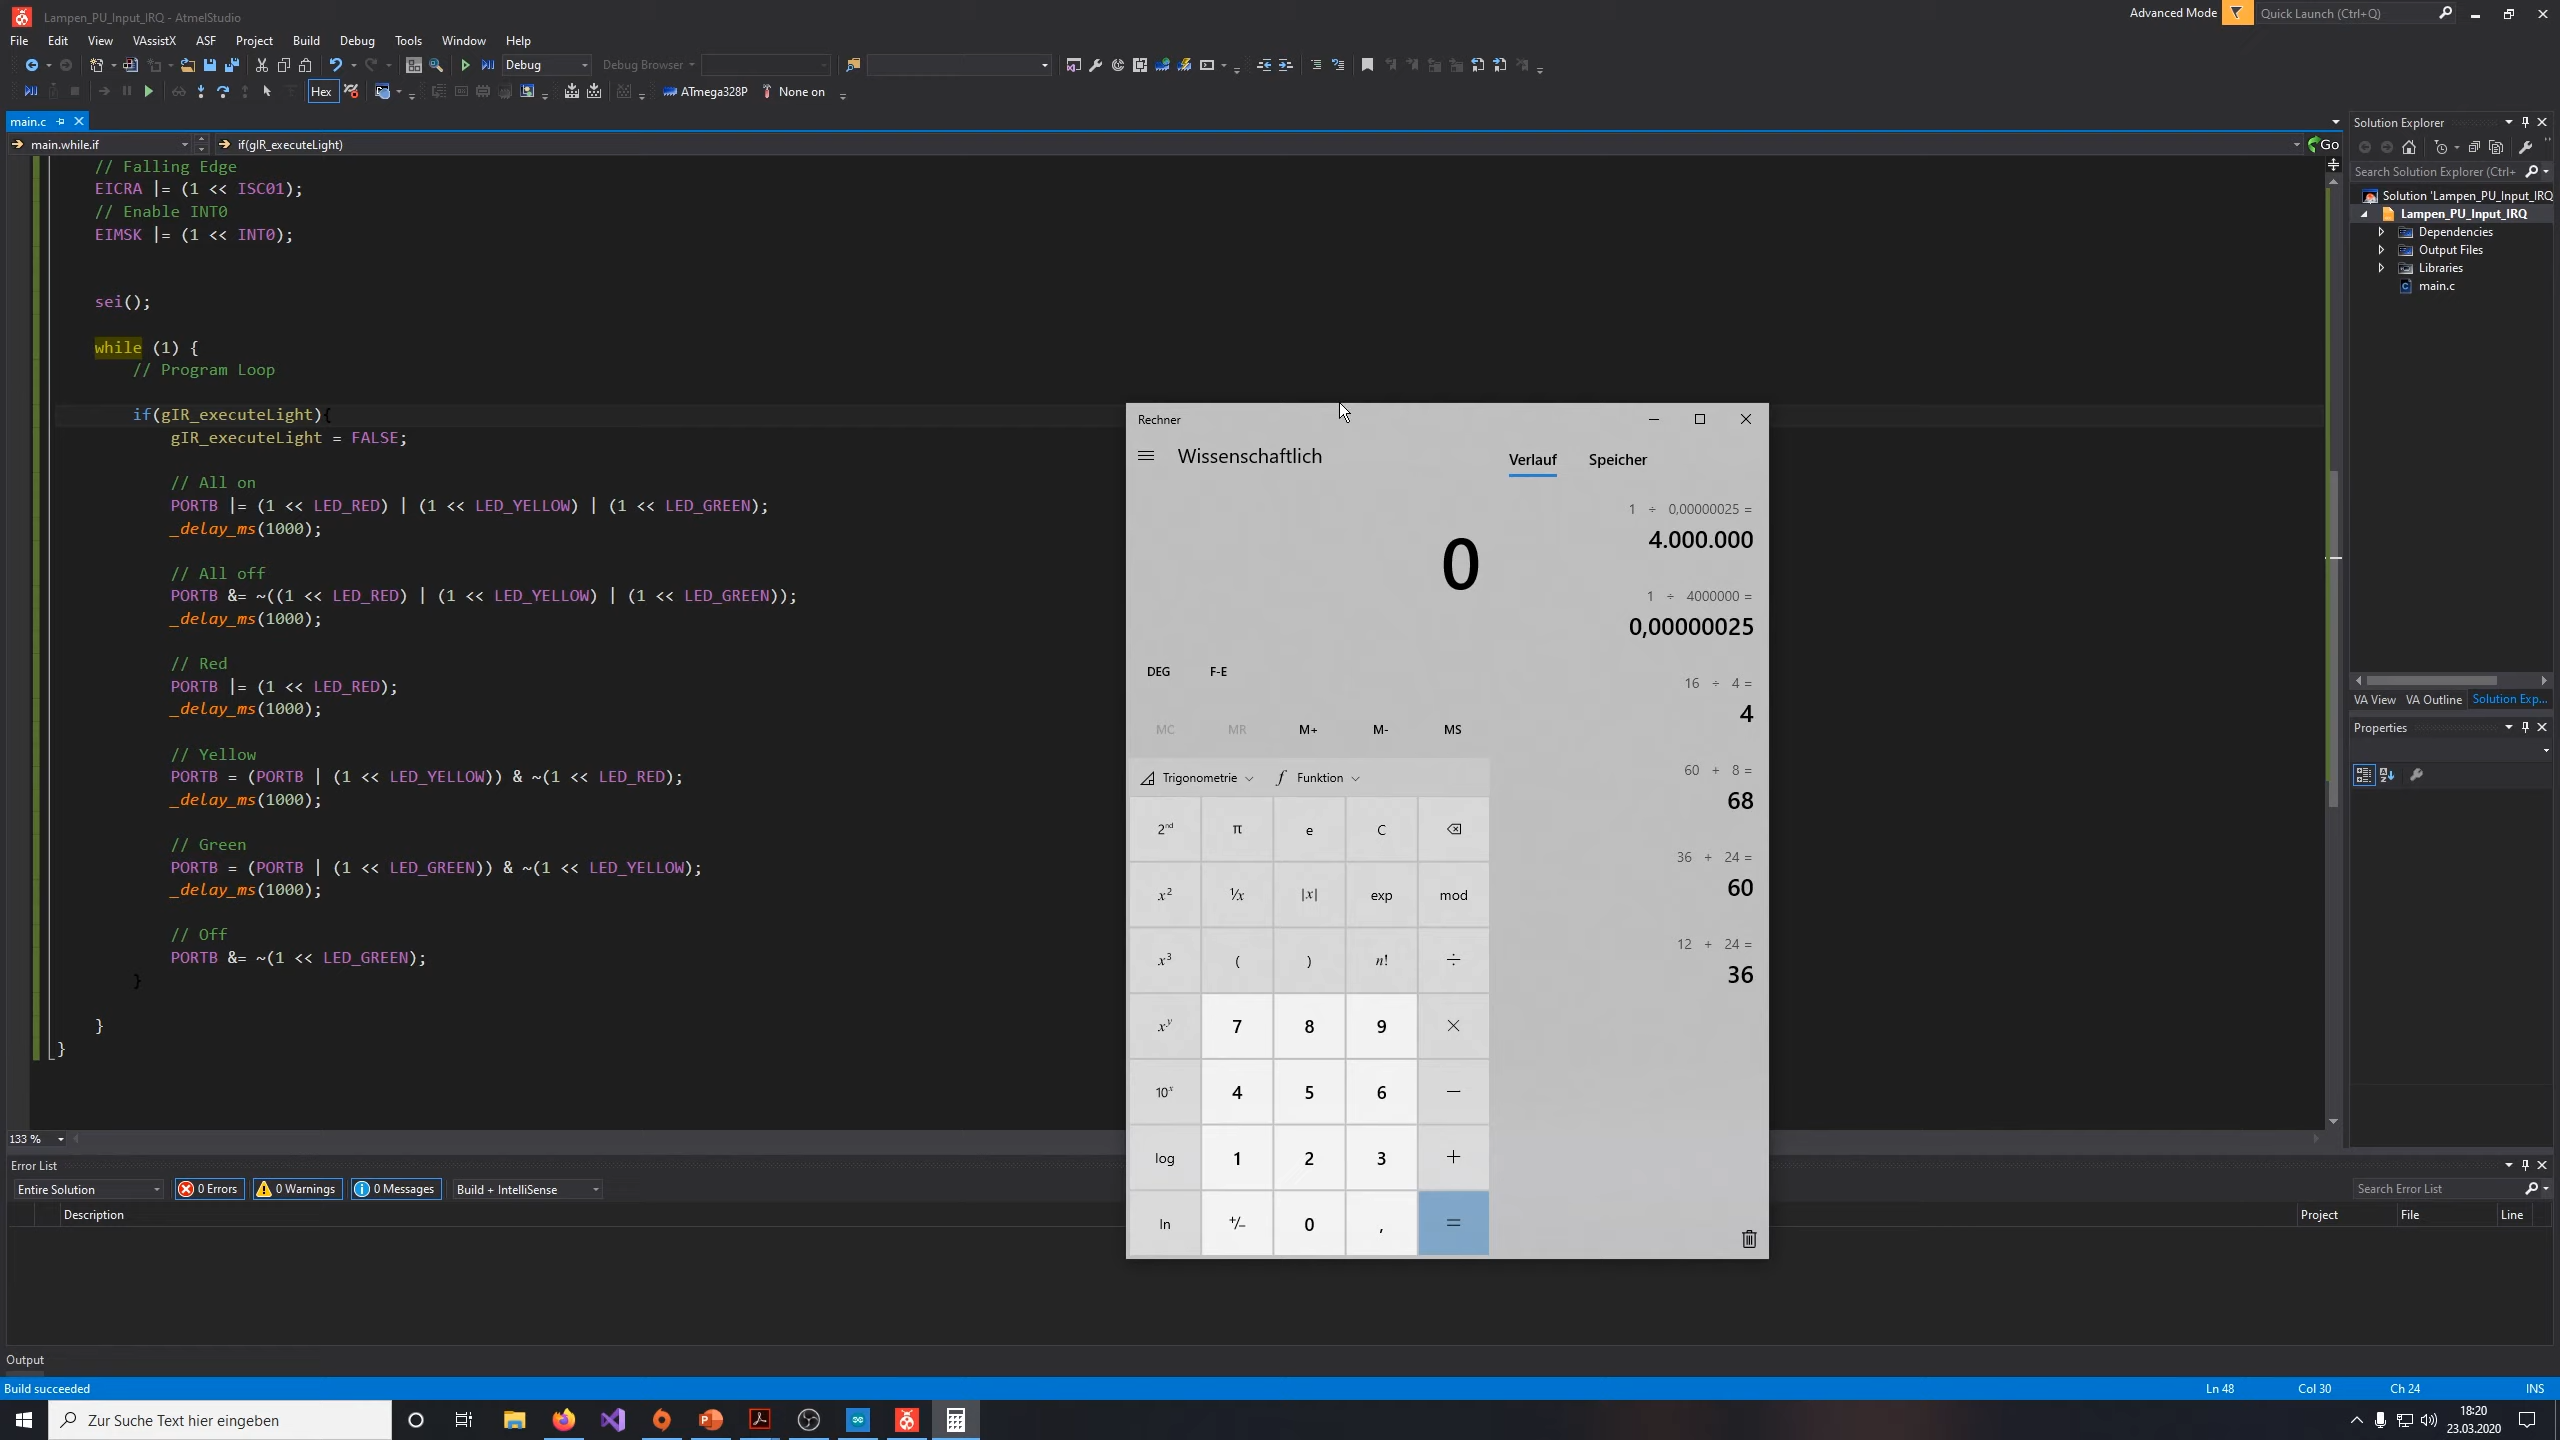 Lampen_PU_Input_IRQ - AtmelStudio
Advanced Mode
Quick Launch (Ctrl+Q)
File Edit View VAssistX ASF Project Build Debug Tools Window Help
Debug Debug Browser
Hex ATmega328P None on
main.c
main.while.if if(gIR_executeLight) Go
// Falling Edge
EICRA |= (1 << ISC01);
// Enable INT0
EIMSK |= (1 << INT0);
sei();
while (1) {
// Program Loop
if(gIR_executeLight){
gIR_executeLight = FALSE;
// All on
PORTB |= (1 << LED_RED) | (1 << LED_YELLOW) | (1 << LED_GREEN);
_delay_ms(1000);
// All off
PORTB &= ~((1 << LED_RED) | (1 << LED_YELLOW) | (1 << LED_GREEN));
_delay_ms(1000);
// Red
PORTB |= (1 << LED_RED);
_delay_ms(1000);
// Yellow
PORTB = (PORTB | (1 << LED_YELLOW)) & ~(1 << LED_RED);
_delay_ms(1000);
// Green
PORTB = (PORTB | (1 << LED_GREEN)) & ~(1 << LED_YELLOW);
_delay_ms(1000);
// Off
PORTB &= ~(1 << LED_GREEN);
}
}
}
133 %
Rechner
Wissenschaftlich
0
DEG F-E
MC MR M+ M- MS
Trigonometrie Funktion
2nd π e C
x2 1/x |x| exp mod
x3 ( ) n! ÷
xy 7 8 9 ×
10x 4 5 6 −
log 1 2 3 +
ln +/− 0 , =
Verlauf Speicher
1 ÷ 0,00000025 =
4.000.000
1 ÷ 4000000 =
0,00000025
16 ÷ 4 =
4
60 + 8 =
68
36 + 24 =
60
12 + 24 =
36
Solution Explorer
Search Solution Explorer (Ctrl+
Solution 'Lampen_PU_Input_IRQ
Lampen_PU_Input_IRQ
Dependencies
Output Files
Libraries
main.c
VA View VA Outline Solution Exp...
Properties
Error List
Entire Solution 0 Errors 0 Warnings 0 Messages Build + IntelliSense
Search Error List
Description Project File Line
Output
Build succeeded
Ln 48 Col 30 Ch 24 INS
Zur Suche Text hier eingeben
18:20
23.03.2020